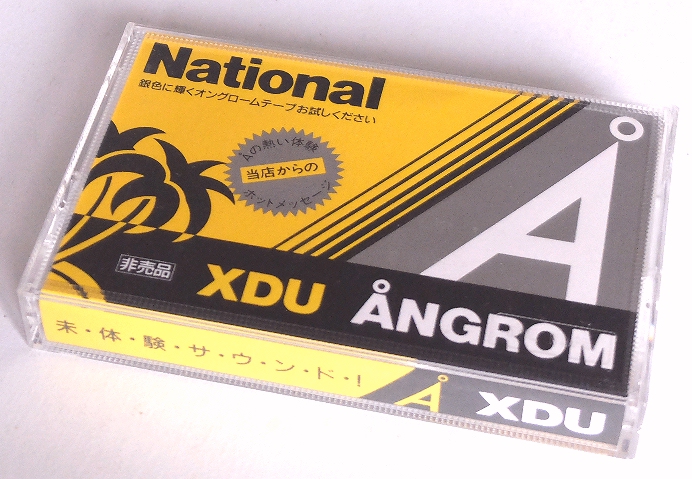 National
銀色に輝くオングロームテープお試しください
Åの熱い体験
当店からの
ホットメッセージ
Å
非売品
XDU ÅNGROM
未・体・験・サ・ウ・ン・ド・!
Å XDU